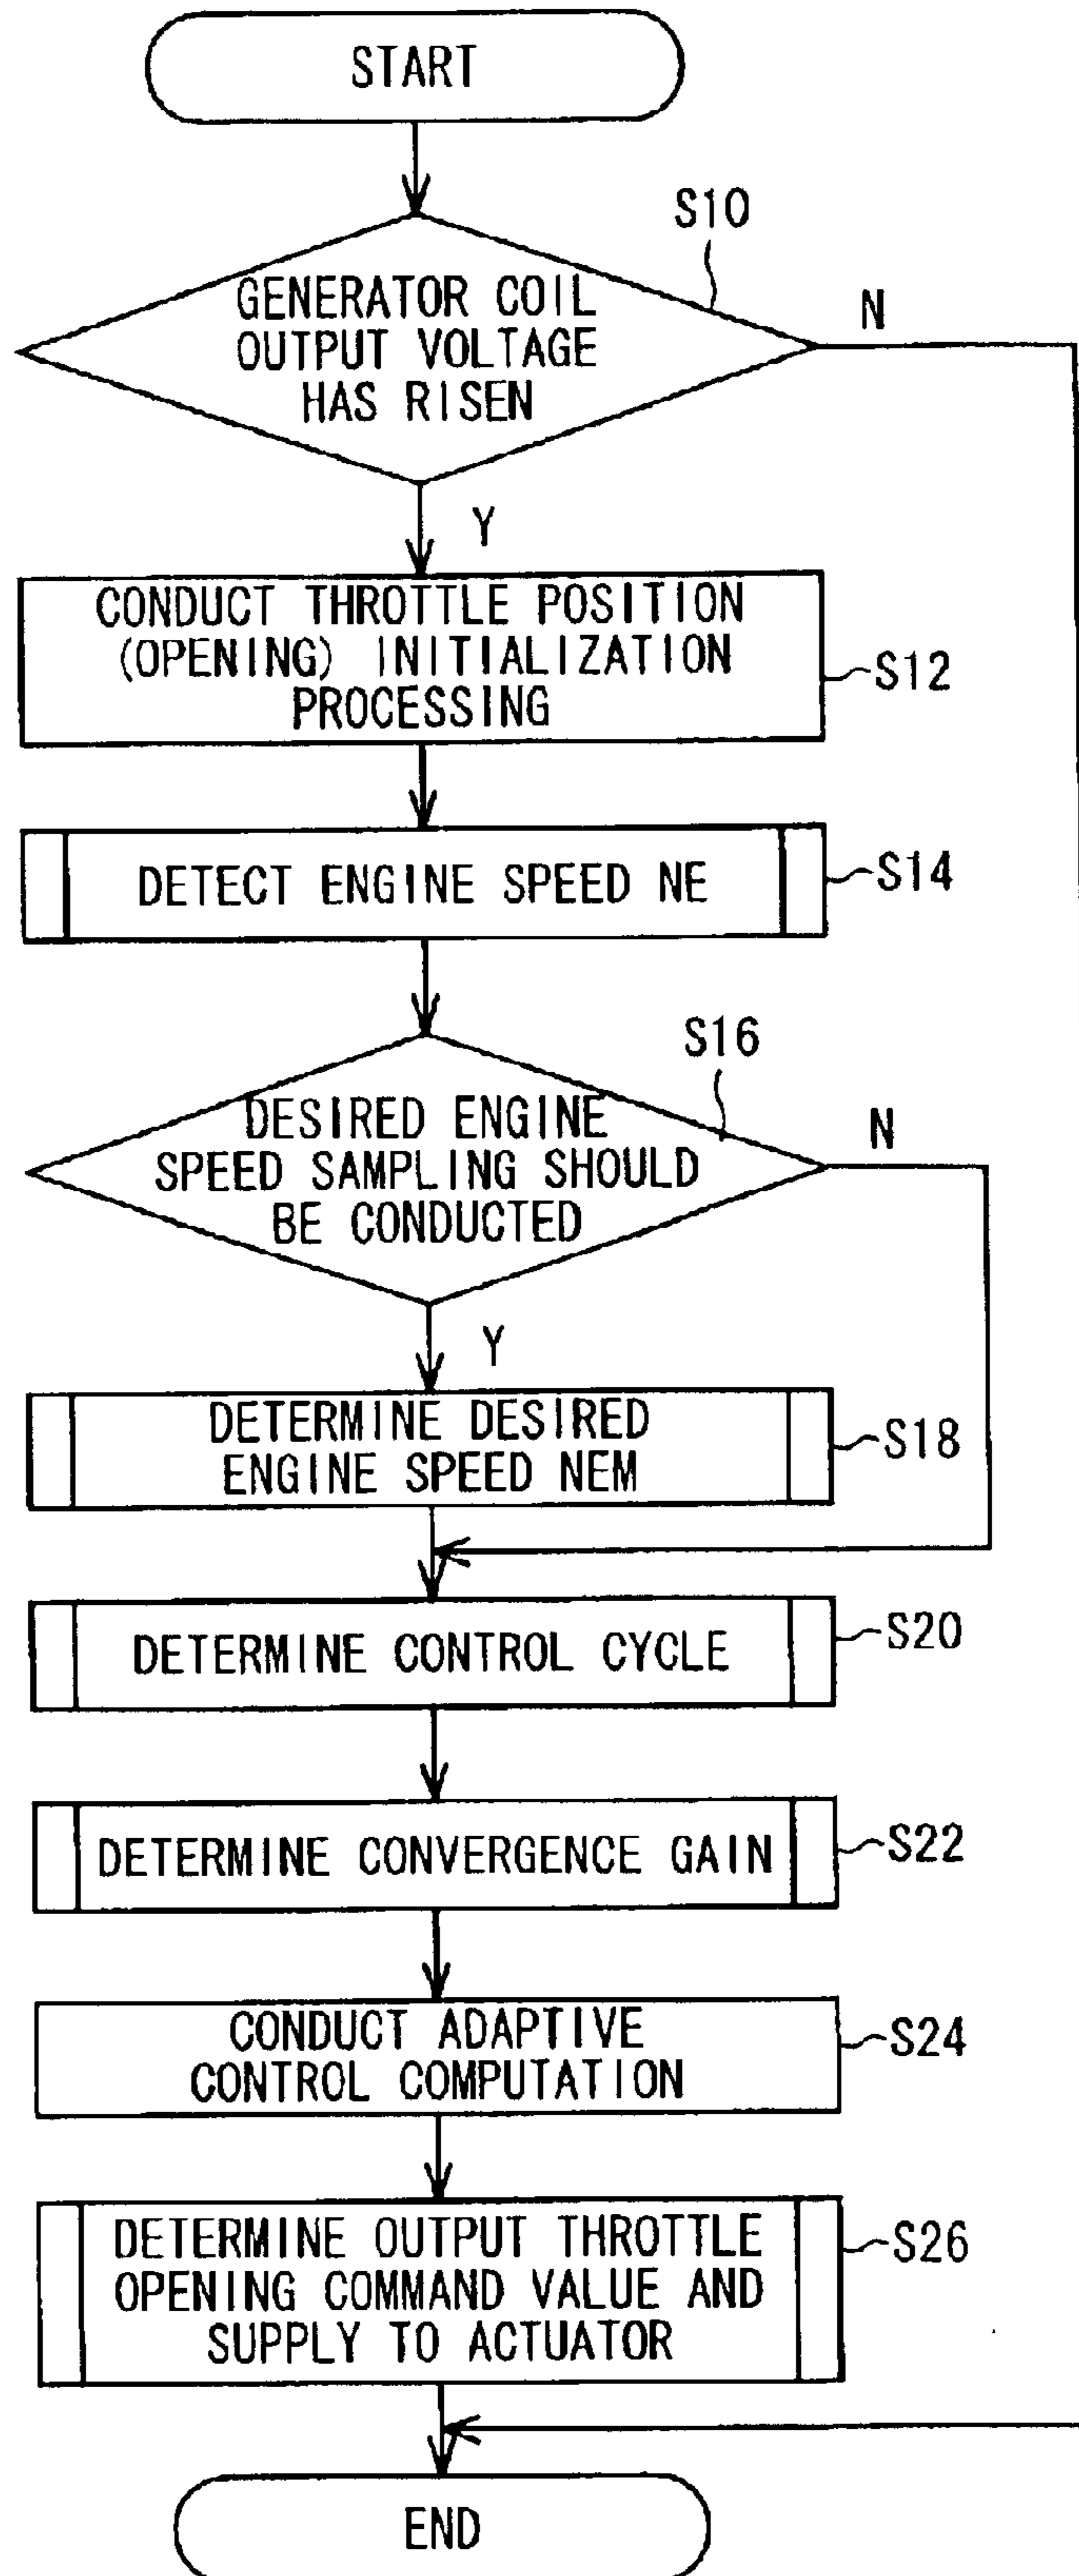 START
S10
GENERATOR COIL
OUTPUT VOLTAGE
HAS RISEN
N
Y
CONDUCT THROTTLE POSITION
(OPENING) INITIALIZATION
PROCESSING
S12
DETECT ENGINE SPEED NE
S14
S16
DESIRED ENGINE
SPEED SAMPLING SHOULD
BE CONDUCTED
N
Y
DETERMINE DESIRED
ENGINE SPEED NEM
S18
DETERMINE CONTROL CYCLE
S20
DETERMINE CONVERGENCE GAIN
S22
CONDUCT ADAPTIVE
CONTROL COMPUTATION
S24
DETERMINE OUTPUT THROTTLE
OPENING COMMAND VALUE AND
SUPPLY TO ACTUATOR
S26
END